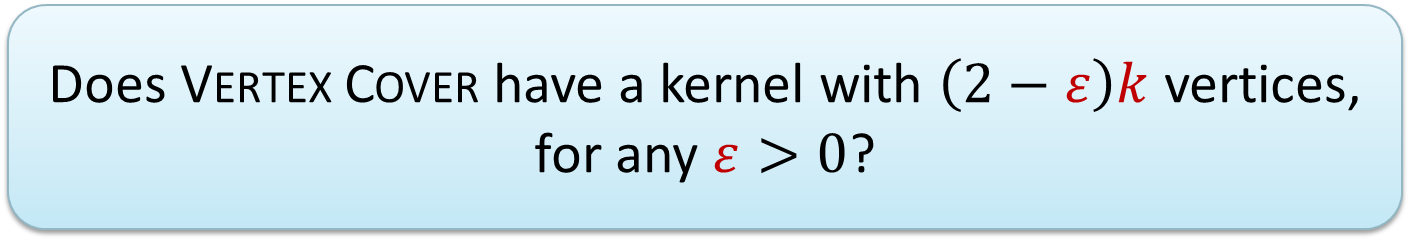 Does VERTEX COVER have a kernel with (2 − ε)k vertices,
for any ε > 0?